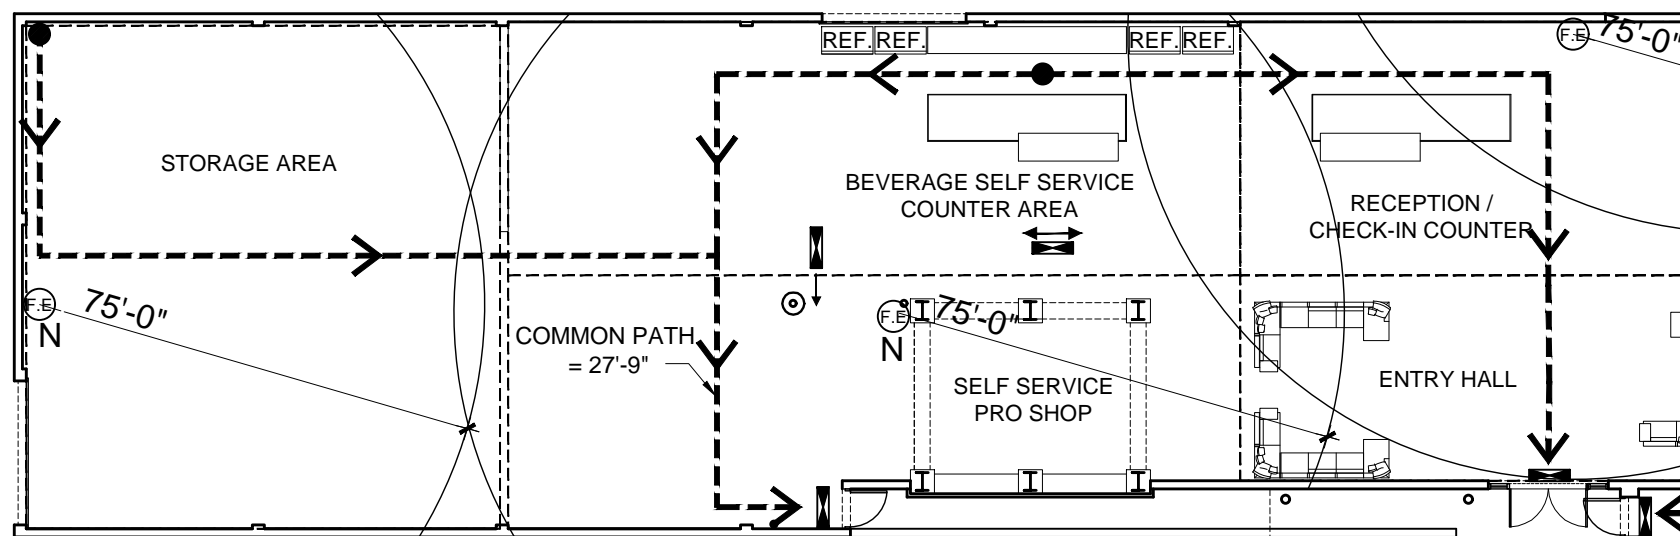 REF.
REF.
REF.
REF.
F.E
75'-0"
STORAGE AREA
BEVERAGE SELF SERVICE
COUNTER AREA
RECEPTION /
CHECK-IN COUNTER
F.E
N
75'-0"
COMMON PATH
= 27'-9"
F.E
N
75'-0"
SELF SERVICE
PRO SHOP
ENTRY HALL